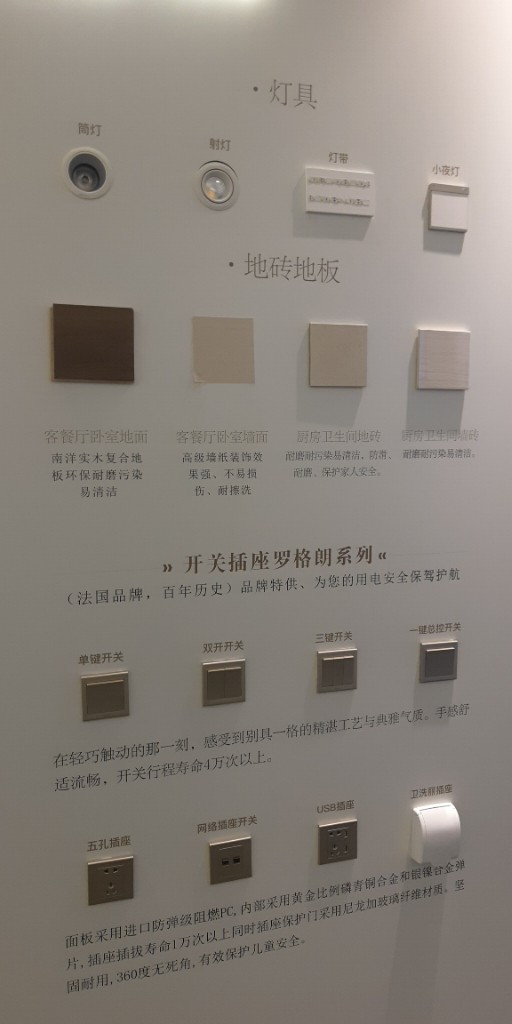 ·灯具
筒灯
射灯
灯带
小夜灯
·地砖地板
客餐厅卧室地面
南洋实木复合地
板环保耐磨污染
易清洁
客餐厅卧室墙面
高级墙纸装饰效
果强、不易损
伤、耐擦洗
厨房卫生间地砖
耐磨耐污染易清洁、防滑、
耐磨、保护家人安全。
厨房卫生间墙砖
耐磨耐污染易清洁。
» 开关插座罗格朗系列 «
（法国品牌，百年历史）品牌特供、为您的用电安全保驾护航
单键开关
双开开关
三键开关
一键总控开关
在轻巧触动的那一刻，感受到别具一格的精湛工艺与典雅气质。手感舒
适流畅，开关行程寿命4万次以上。
五孔插座
网络插座开关
USB插座
卫洗丽插座
面板采用进口防弹级阻燃PC,内部采用黄金比例磷青铜合金和银镍合金弹
片,插座插拔寿命1万次以上同时插座保护门采用尼龙加玻璃纤维材质。坚
固耐用,360度无死角,有效保护儿童安全。